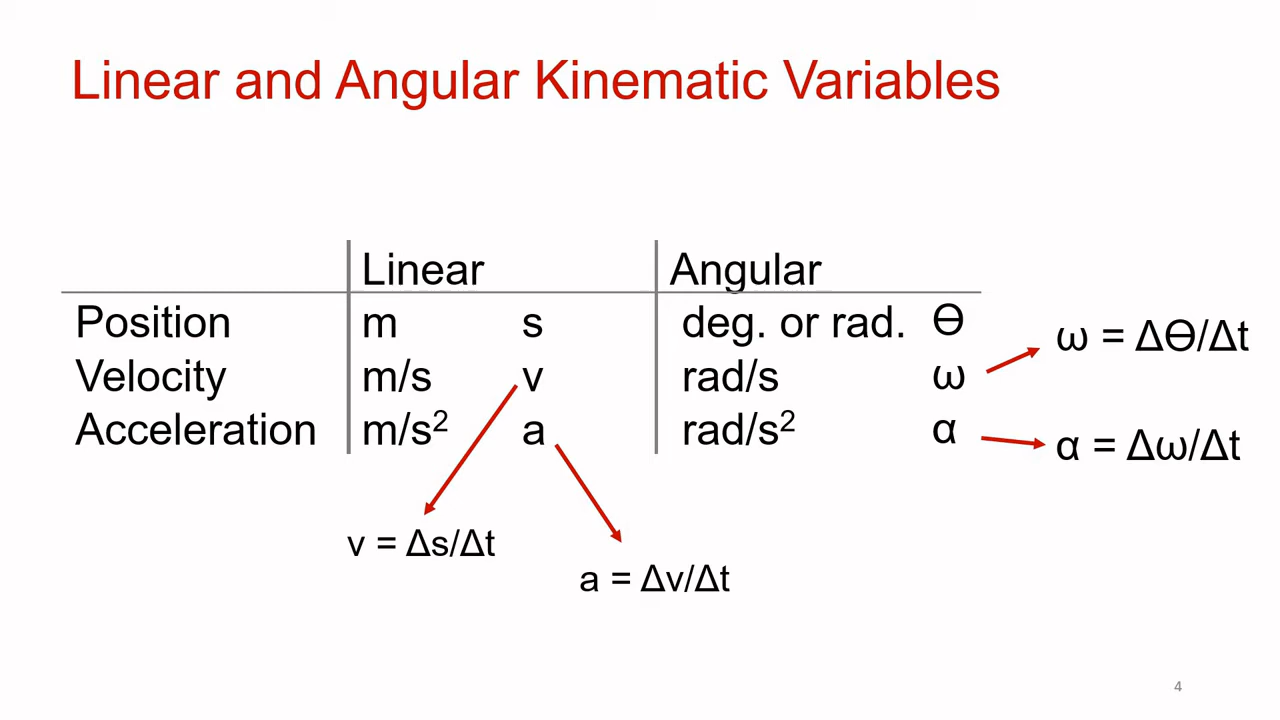 Linear and Angular Kinematic Variables
Linear Angular
Position m s deg. or rad. ϴ
Velocity m/s v rad/s ω
Acceleration m/s² a rad/s² α
ω = Δϴ/Δt
α = Δω/Δt
v = Δs/Δt
a = Δv/Δt
4